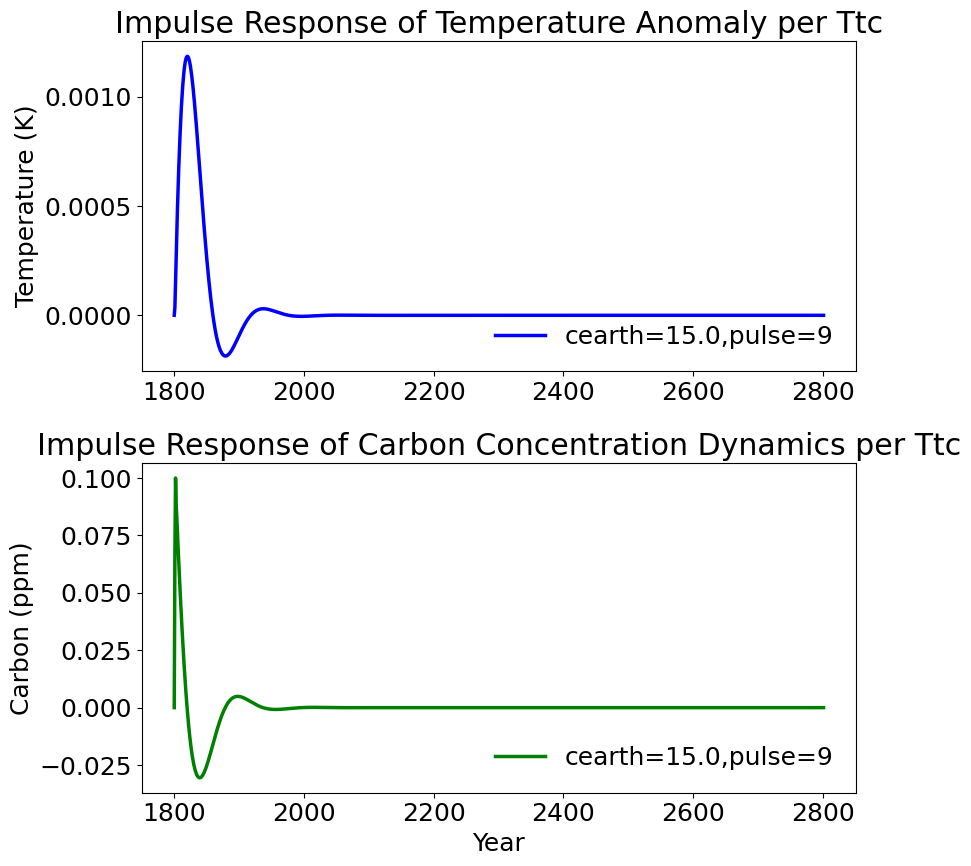 Impulse Response of Temperature Anomaly per Ttc
Temperature (K)
0.0010
0.0005
0.0000
cearth=15.0,pulse=9
1800 2000 2200 2400 2600 2800
Impulse Response of Carbon Concentration Dynamics per Ttc
Carbon (ppm)
0.100
0.075
0.050
0.025
0.000
−0.025
cearth=15.0,pulse=9
1800 2000 2200 2400 2600 2800
Year